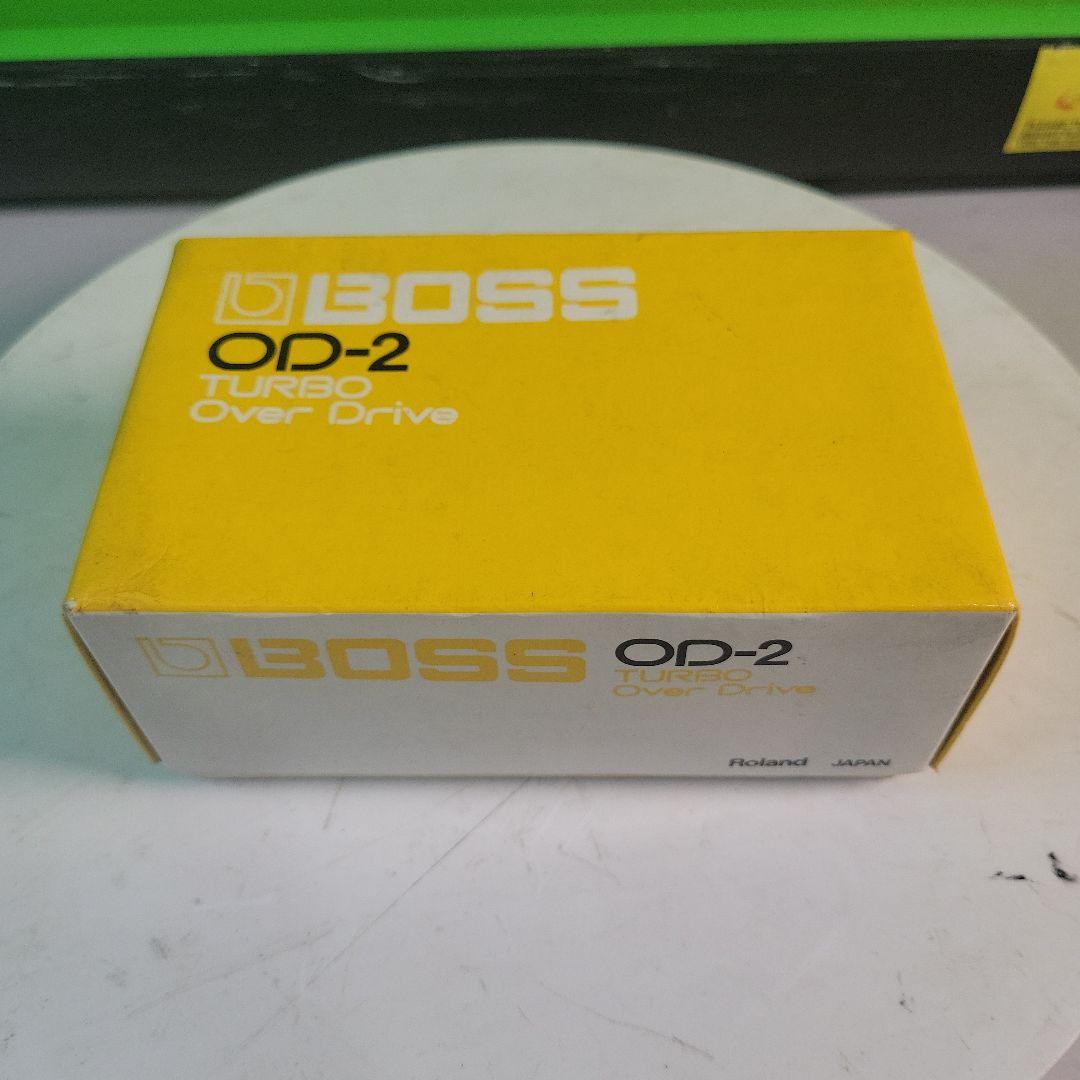 BOSS
OD-2
TURBO
Over Drive
BOSS
OD-2
TURBO
Over Drive
Roland JAPAN